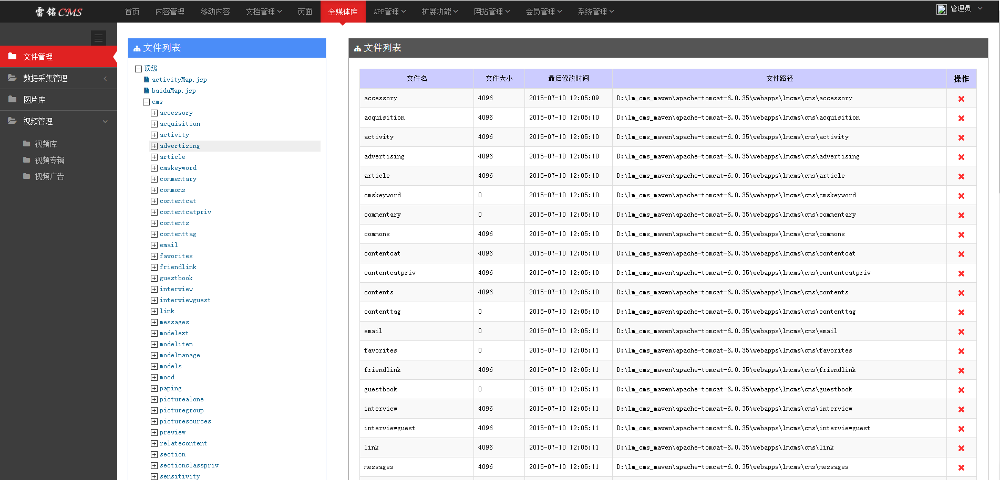 雷铭CMS 首页 内容管理 移动内容 文档管理 页面 全媒体库 APP管理 扩展功能 网站管理 会员管理 系统管理 管理员
文件管理
数据采集管理
图片库
视频管理
视频库
视频专辑
视频广告
文件列表
顶级
activityMap.jsp
baiduMap.jsp
cms
accessory
acquisition
activity
advertising
article
cmskeyword
commentary
commons
contentcat
contentcatpriv
contents
contenttag
email
favorites
friendlink
guestbook
interview
interviewguest
link
messages
modelext
modelitem
modelmanage
models
mood
paping
picturealone
picturegroup
picturesources
preview
relatecontent
section
sectionclasspriv
sensitivity
文件列表
文件名 文件大小 最后修改时间 文件路径 操作
accessory 4096 2015-07-10 12:05:09 D:\lm_cms_maven\apache-tomcat-6.0.35\webapps\lmcms\cms\accessory
acquisition 4096 2015-07-10 12:05:10 D:\lm_cms_maven\apache-tomcat-6.0.35\webapps\lmcms\cms\acquisition
activity 4096 2015-07-10 12:05:10 D:\lm_cms_maven\apache-tomcat-6.0.35\webapps\lmcms\cms\activity
advertising 4096 2015-07-10 12:05:10 D:\lm_cms_maven\apache-tomcat-6.0.35\webapps\lmcms\cms\advertising
article 4096 2015-07-10 12:05:10 D:\lm_cms_maven\apache-tomcat-6.0.35\webapps\lmcms\cms\article
cmskeyword 0 2015-07-10 12:05:10 D:\lm_cms_maven\apache-tomcat-6.0.35\webapps\lmcms\cms\cmskeyword
commentary 0 2015-07-10 12:05:10 D:\lm_cms_maven\apache-tomcat-6.0.35\webapps\lmcms\cms\commentary
commons 4096 2015-07-10 12:05:10 D:\lm_cms_maven\apache-tomcat-6.0.35\webapps\lmcms\cms\commons
contentcat 4096 2015-07-10 12:05:10 D:\lm_cms_maven\apache-tomcat-6.0.35\webapps\lmcms\cms\contentcat
contentcatpriv 4096 2015-07-10 12:05:10 D:\lm_cms_maven\apache-tomcat-6.0.35\webapps\lmcms\cms\contentcatpriv
contents 4096 2015-07-10 12:05:10 D:\lm_cms_maven\apache-tomcat-6.0.35\webapps\lmcms\cms\contents
contenttag 0 2015-07-10 12:05:10 D:\lm_cms_maven\apache-tomcat-6.0.35\webapps\lmcms\cms\contenttag
email 0 2015-07-10 12:05:11 D:\lm_cms_maven\apache-tomcat-6.0.35\webapps\lmcms\cms\email
favorites 0 2015-07-10 12:05:11 D:\lm_cms_maven\apache-tomcat-6.0.35\webapps\lmcms\cms\favorites
friendlink 4096 2015-07-10 12:05:11 D:\lm_cms_maven\apache-tomcat-6.0.35\webapps\lmcms\cms\friendlink
guestbook 0 2015-07-10 12:05:11 D:\lm_cms_maven\apache-tomcat-6.0.35\webapps\lmcms\cms\guestbook
interview 4096 2015-07-10 12:05:11 D:\lm_cms_maven\apache-tomcat-6.0.35\webapps\lmcms\cms\interview
interviewguest 4096 2015-07-10 12:05:11 D:\lm_cms_maven\apache-tomcat-6.0.35\webapps\lmcms\cms\interviewguest
link 4096 2015-07-10 12:05:11 D:\lm_cms_maven\apache-tomcat-6.0.35\webapps\lmcms\cms\link
messages 4096 2015-07-10 12:05:11 D:\lm_cms_maven\apache-tomcat-6.0.35\webapps\lmcms\cms\messages